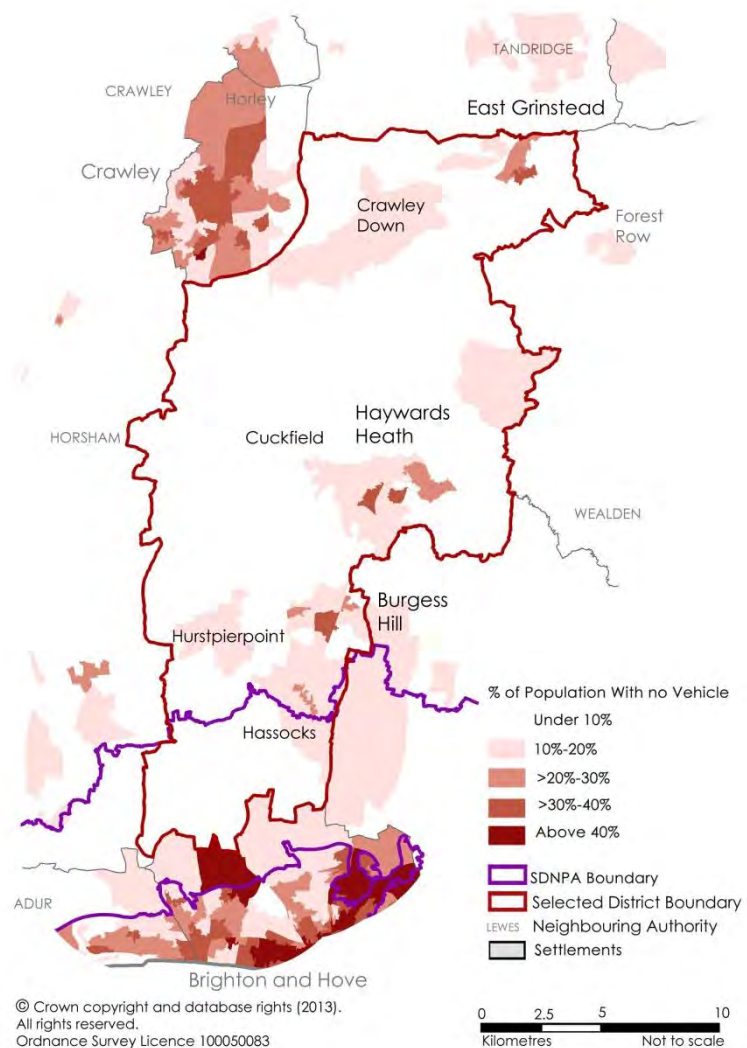 TANDRIDGE
CRAWLEY
Horley
East Grinstead
Crawley
Crawley
Down
Forest
Row
Haywards
Heath
Cuckfield
HORSHAM
WEALDEN
Burgess
Hill
Hurstpierpoint
Hassocks
% of Population With no Vehicle
Under 10%
10%-20%
>20%-30%
>30%-40%
Above 40%
SDNPA Boundary
Selected District Boundary
LEWES Neighbouring Authority
Settlements
ADUR
Brighton and Hove
© Crown copyright and database rights (2013).
All rights reserved.
Ordnance Survey Licence 100050083
0 2.5 5 10
Kilometres Not to scale